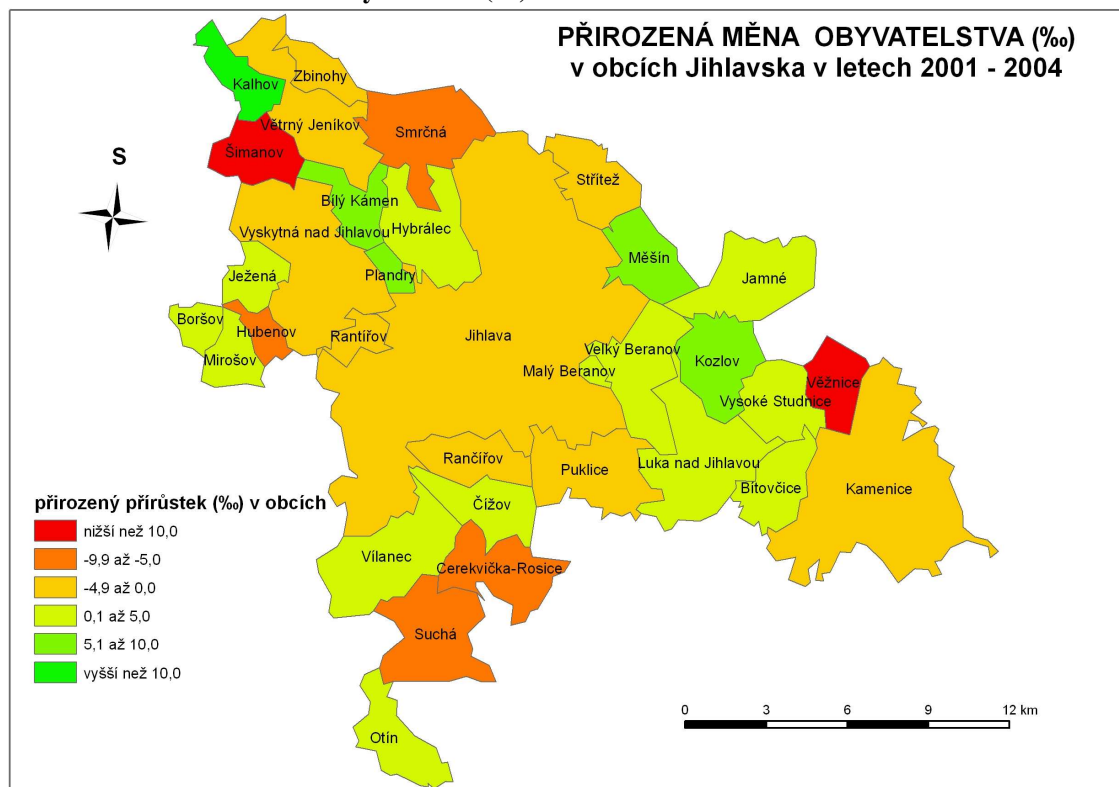 PŘIROZENÁ MĚNA OBYVATELSTVA (‰)
v obcích Jihlavska v letech 2001 - 2004
S
Zbinohy
Kalhov
Větrný Jeníkov
Smrčná
Šimanov
Střítež
Bílý Kámen
Hybrálec
Vyskytná nad Jihlavou
Měšín
Ježená
Plandry
Jamné
Boršov
Hubenov
Rantířov
Jihlava
Mirošov
Velký Beranov
Malý Beranov
Kozlov
Věžnice
Vysoké Studnice
Rančířov
Puklice
Luka nad Jihlavou
Bítovčice
Kamenice
Čížov
Vílanec
Cerekvička-Rosice
Suchá
Otín
přirozený přírůstek (‰) v obcích
nižší než 10,0
-9,9 až -5,0
-4,9 až 0,0
0,1 až 5,0
5,1 až 10,0
vyšší než 10,0
0 3 6 9 12 km